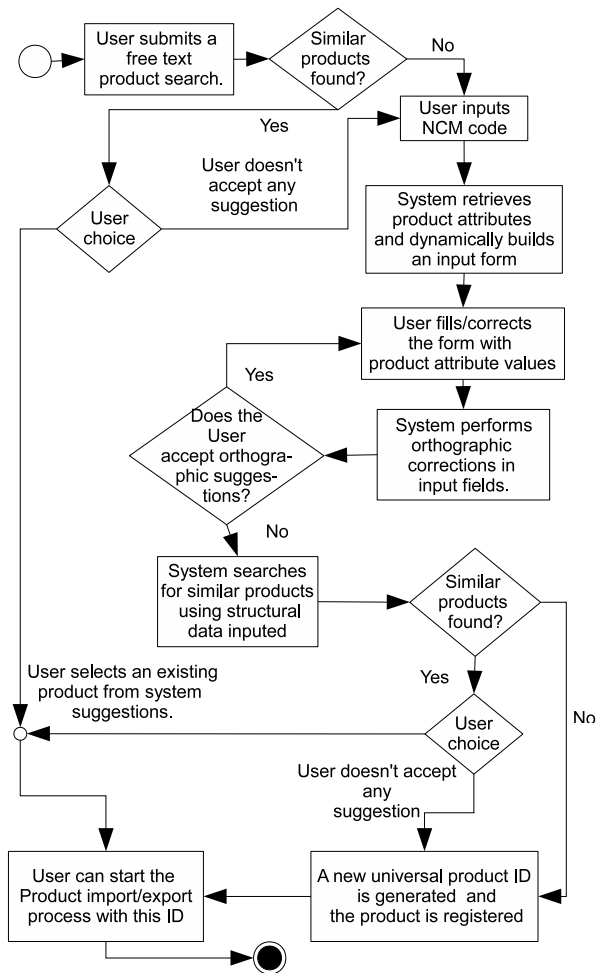 User submits a
free text
product search.
Similar
products
found?
No
User inputs
NCM code
Yes
User doesn't
accept any
suggestion
User
choice
System retrieves
product attributes
and dynamically builds
an input form
User fills/corrects
the form with
product attribute values
Yes
Does the
User
accept orthogra-
phic sugges-
tions?
System performs
orthographic
corrections in
input fields.
No
System searches
for similar products
using structural
data inputed
Similar
products
found?
Yes
No
User selects an existing
product from system
suggestions.
User
choice
User doesn't accept
any
suggestion
User can start the
Product import/export
process with this ID
A new universal product ID
is generated and
the product is registered